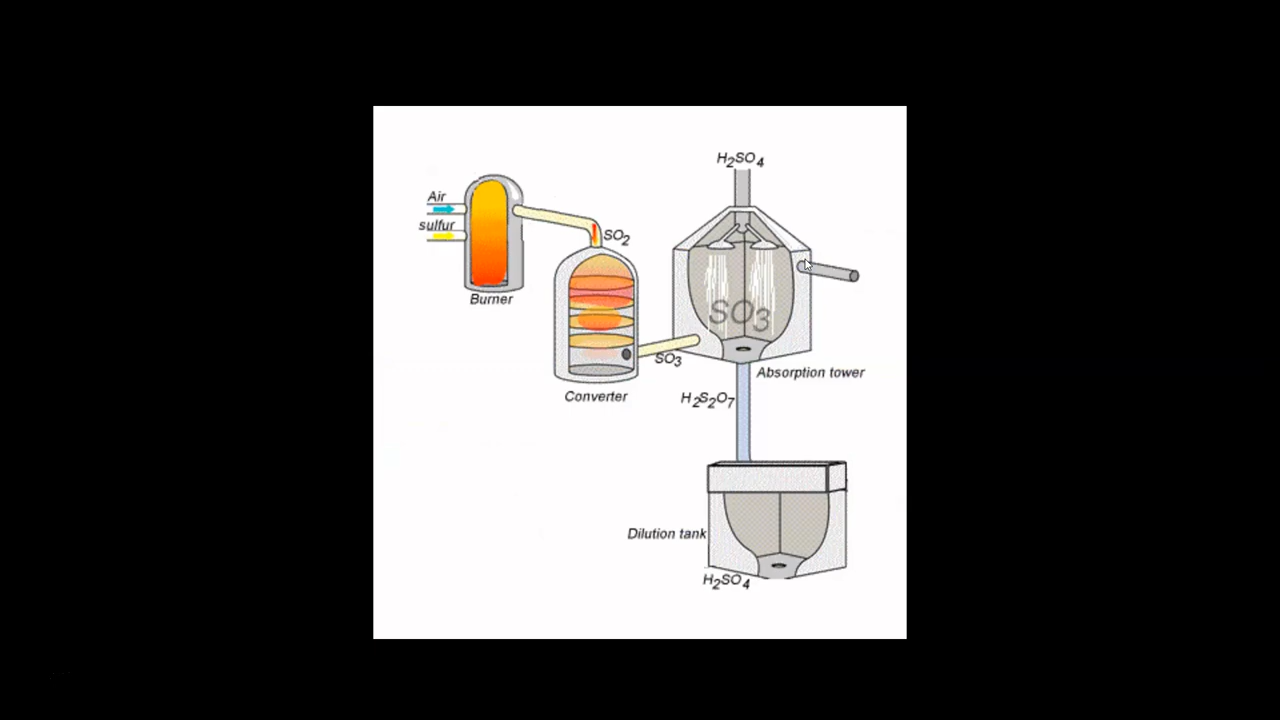 H2SO4
Air
sulfur
SO2
Burner
SO3
SO3
Absorption tower
Converter
H2S2O7
Dilution tank
H2SO4